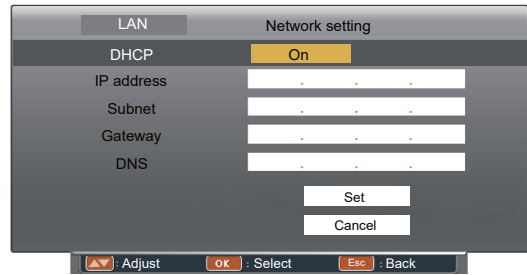 LAN Network setting
DHCP On
IP address . . .
Subnet . . .
Gateway . . .
DNS . . .
Set
Cancel
▲▼ : Adjust OK : Select Esc : Back